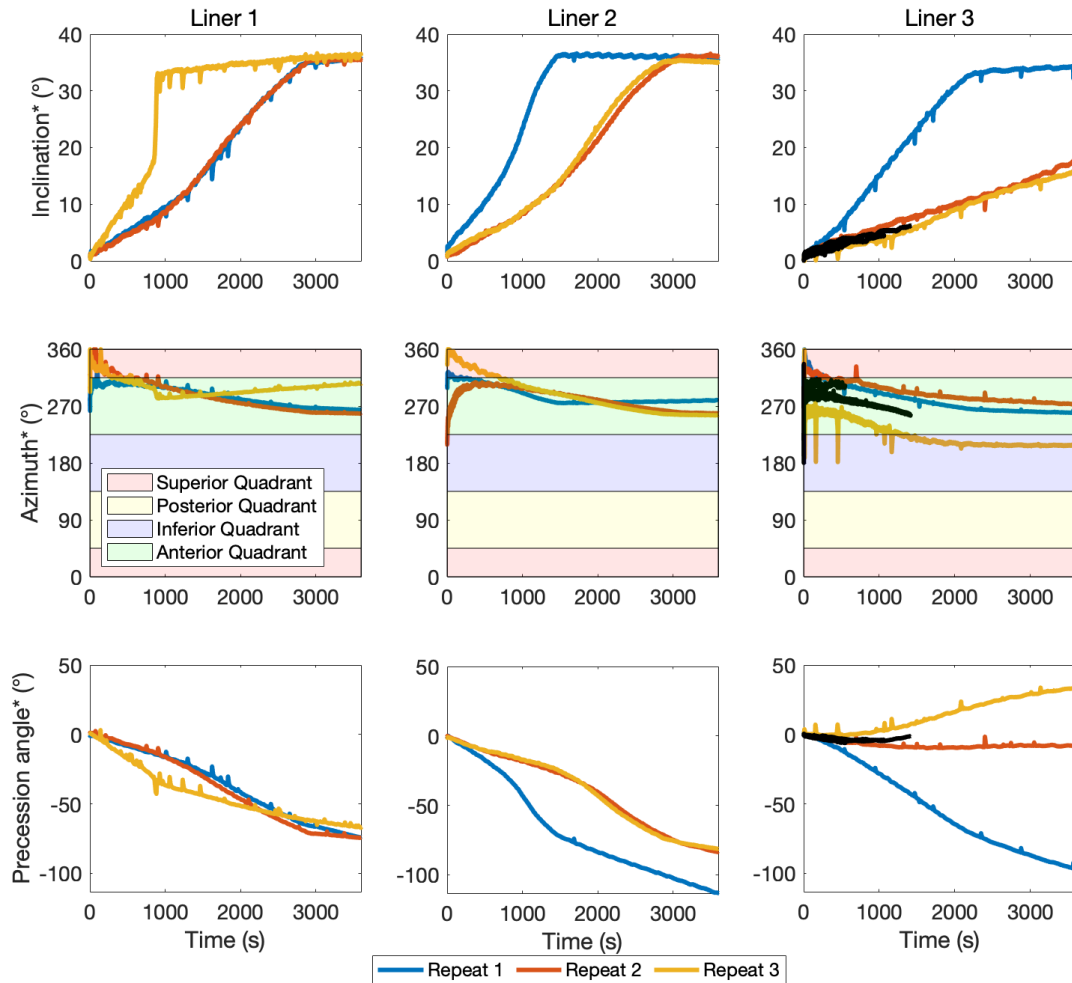 Liner 1 Liner 2 Liner 3
Inclination* (°)
40 40 40
30 30 30
20 20 20
10 10 10
0 0 0
0 1000 2000 3000 0 1000 2000 3000 0 1000 2000 3000
Azimuth* (°)
360 360 360
270 270 270
180 180 180
Superior Quadrant
Posterior Quadrant
Inferior Quadrant
Anterior Quadrant
90 90 90
0 0 0
0 1000 2000 3000 0 1000 2000 3000 0 1000 2000 3000
Precession angle* (°)
50 50 50
0 0 0
-50 -50 -50
-100 -100 -100
0 1000 2000 3000 0 1000 2000 3000 0 1000 2000 3000
Time (s) Time (s) Time (s)
Repeat 1 Repeat 2 Repeat 3